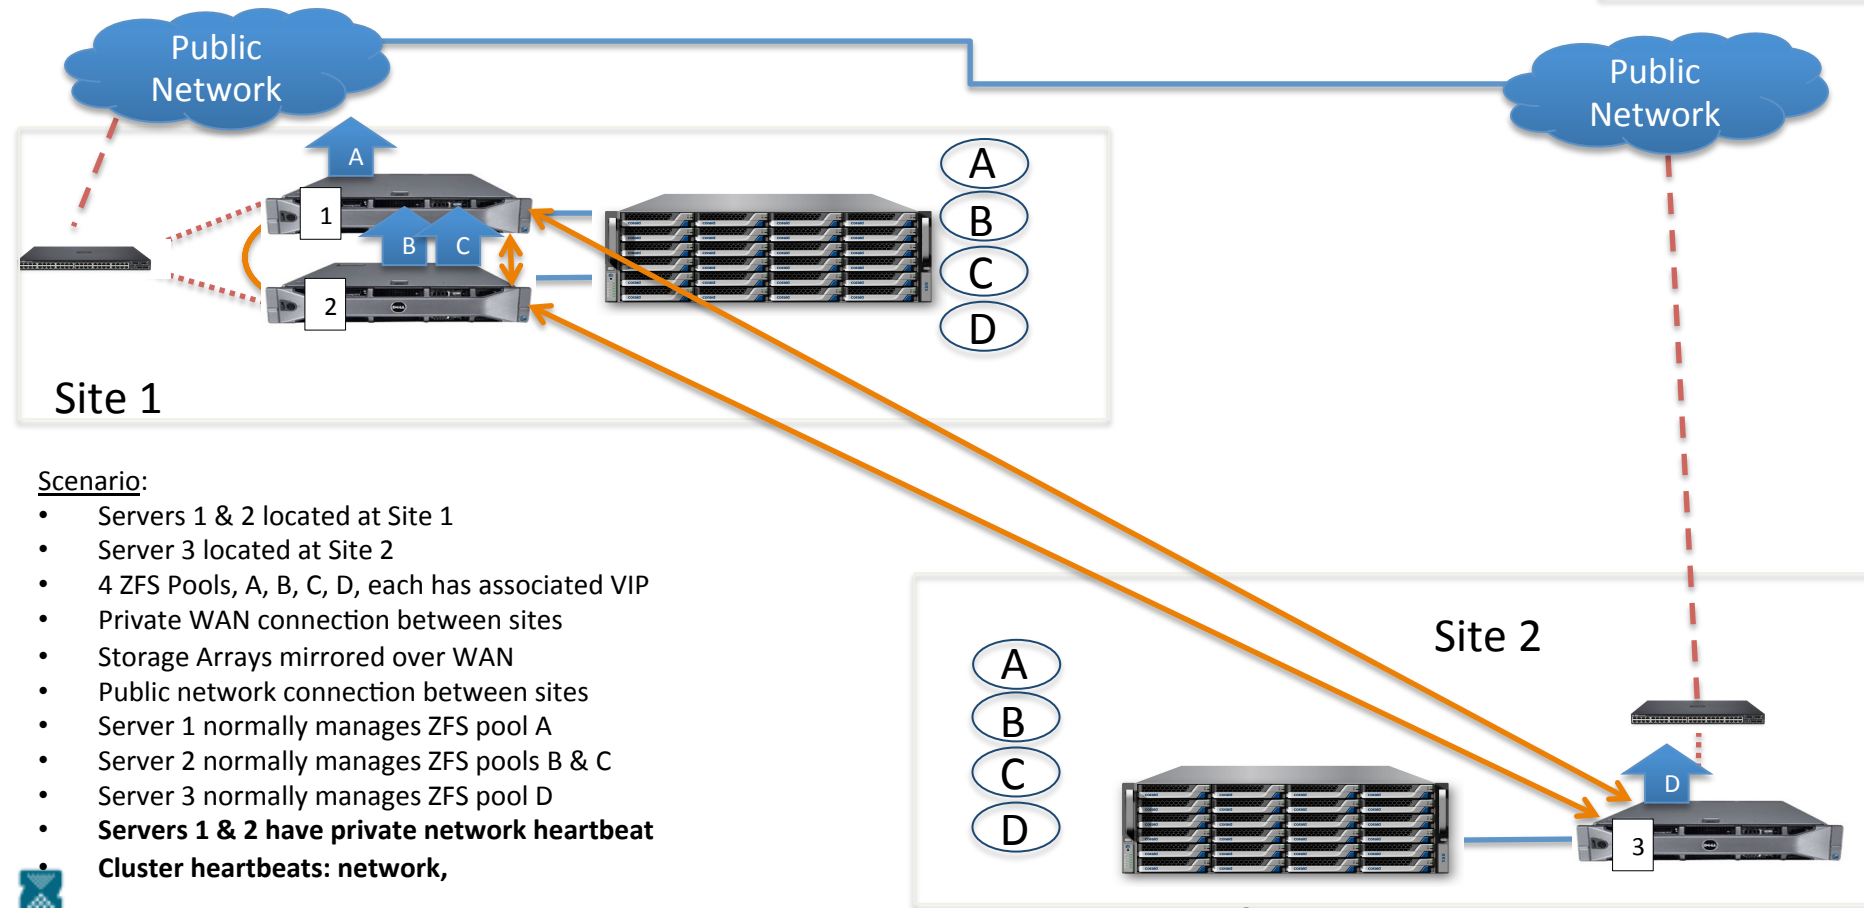 Public
Network
Public
Network
A
1
B C
2
A
B
C
D
Site 1
Scenario:
• Servers 1 & 2 located at Site 1
• Server 3 located at Site 2
• 4 ZFS Pools, A, B, C, D, each has associated VIP
• Private WAN connection between sites
• Storage Arrays mirrored over WAN
• Public network connection between sites
• Server 1 normally manages ZFS pool A
• Server 2 normally manages ZFS pools B & C
• Server 3 normally manages ZFS pool D
• Servers 1 & 2 have private network heartbeat
• Cluster heartbeats: network,
Site 2
A
B
C
D
D
3